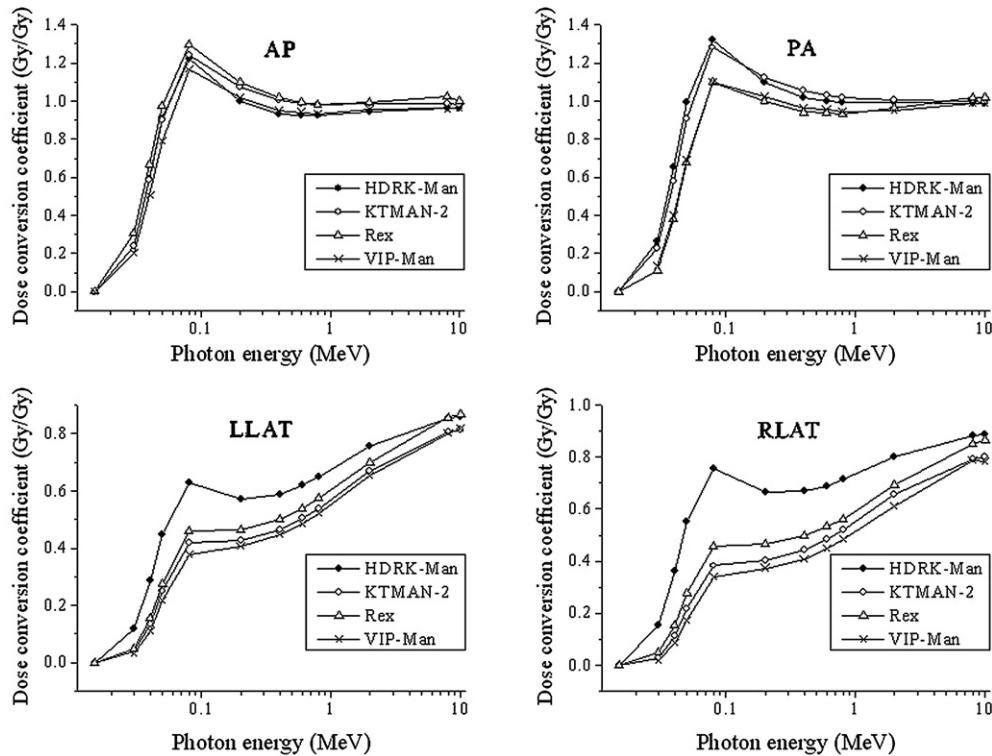 AP
Dose conversion coefficient (Gy/Gy)
1.4
1.2
1.0
0.8
0.6
0.4
0.2
0.0
HDRK-Man
KTMAN-2
Rex
VIP-Man
0.1 1 10
Photon energy (MeV)
PA
Dose conversion coefficient (Gy/Gy)
1.4
1.2
1.0
0.8
0.6
0.4
0.2
0.0
HDRK-Man
KTMAN-2
Rex
VIP-Man
0.1 1 10
Photon energy (MeV)
LLAT
Dose conversion coefficient (Gy/Gy)
0.8
0.6
0.4
0.2
0.0
HDRK-Man
KTMAN-2
Rex
VIP-Man
0.1 1 10
Photon energy (MeV)
RLAT
Dose conversion coefficient (Gy/Gy)
1.0
0.8
0.6
0.4
0.2
0.0
HDRK-Man
KTMAN-2
Rex
VIP-Man
0.1 1 10
Photon energy (MeV)